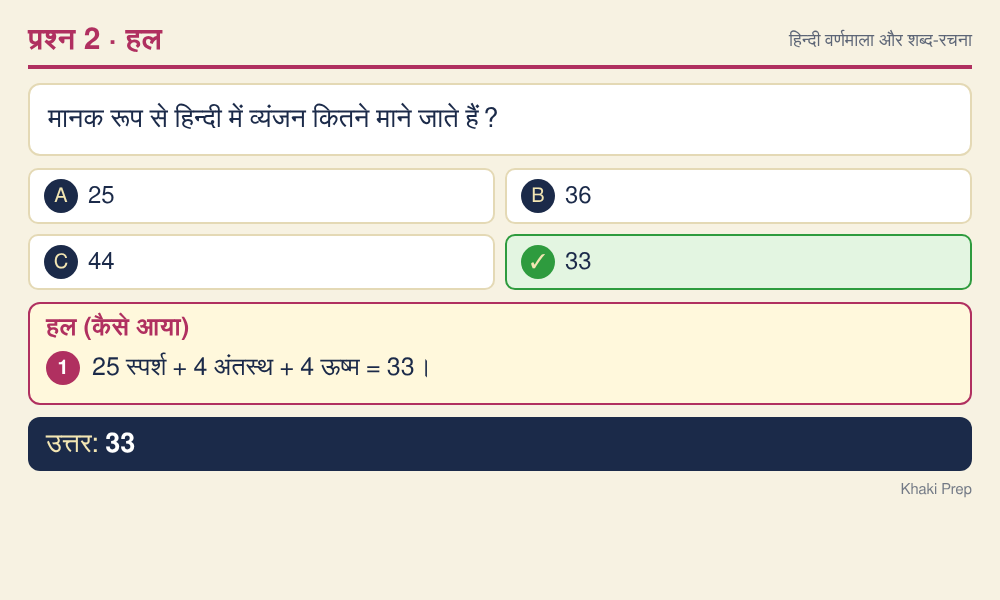 प्रश्न 2 · हल
हिन्दी वर्णमाला और शब्द-रचना
मानक रूप से हिन्दी में व्यंजन कितने माने जाते हैं ?
A 25
B 36
C 44
✓ 33
हल (कैसे आया)
1 25 स्पर्श + 4 अंतस्थ + 4 ऊष्म = 33।
उत्तर: 33
Khaki Prep